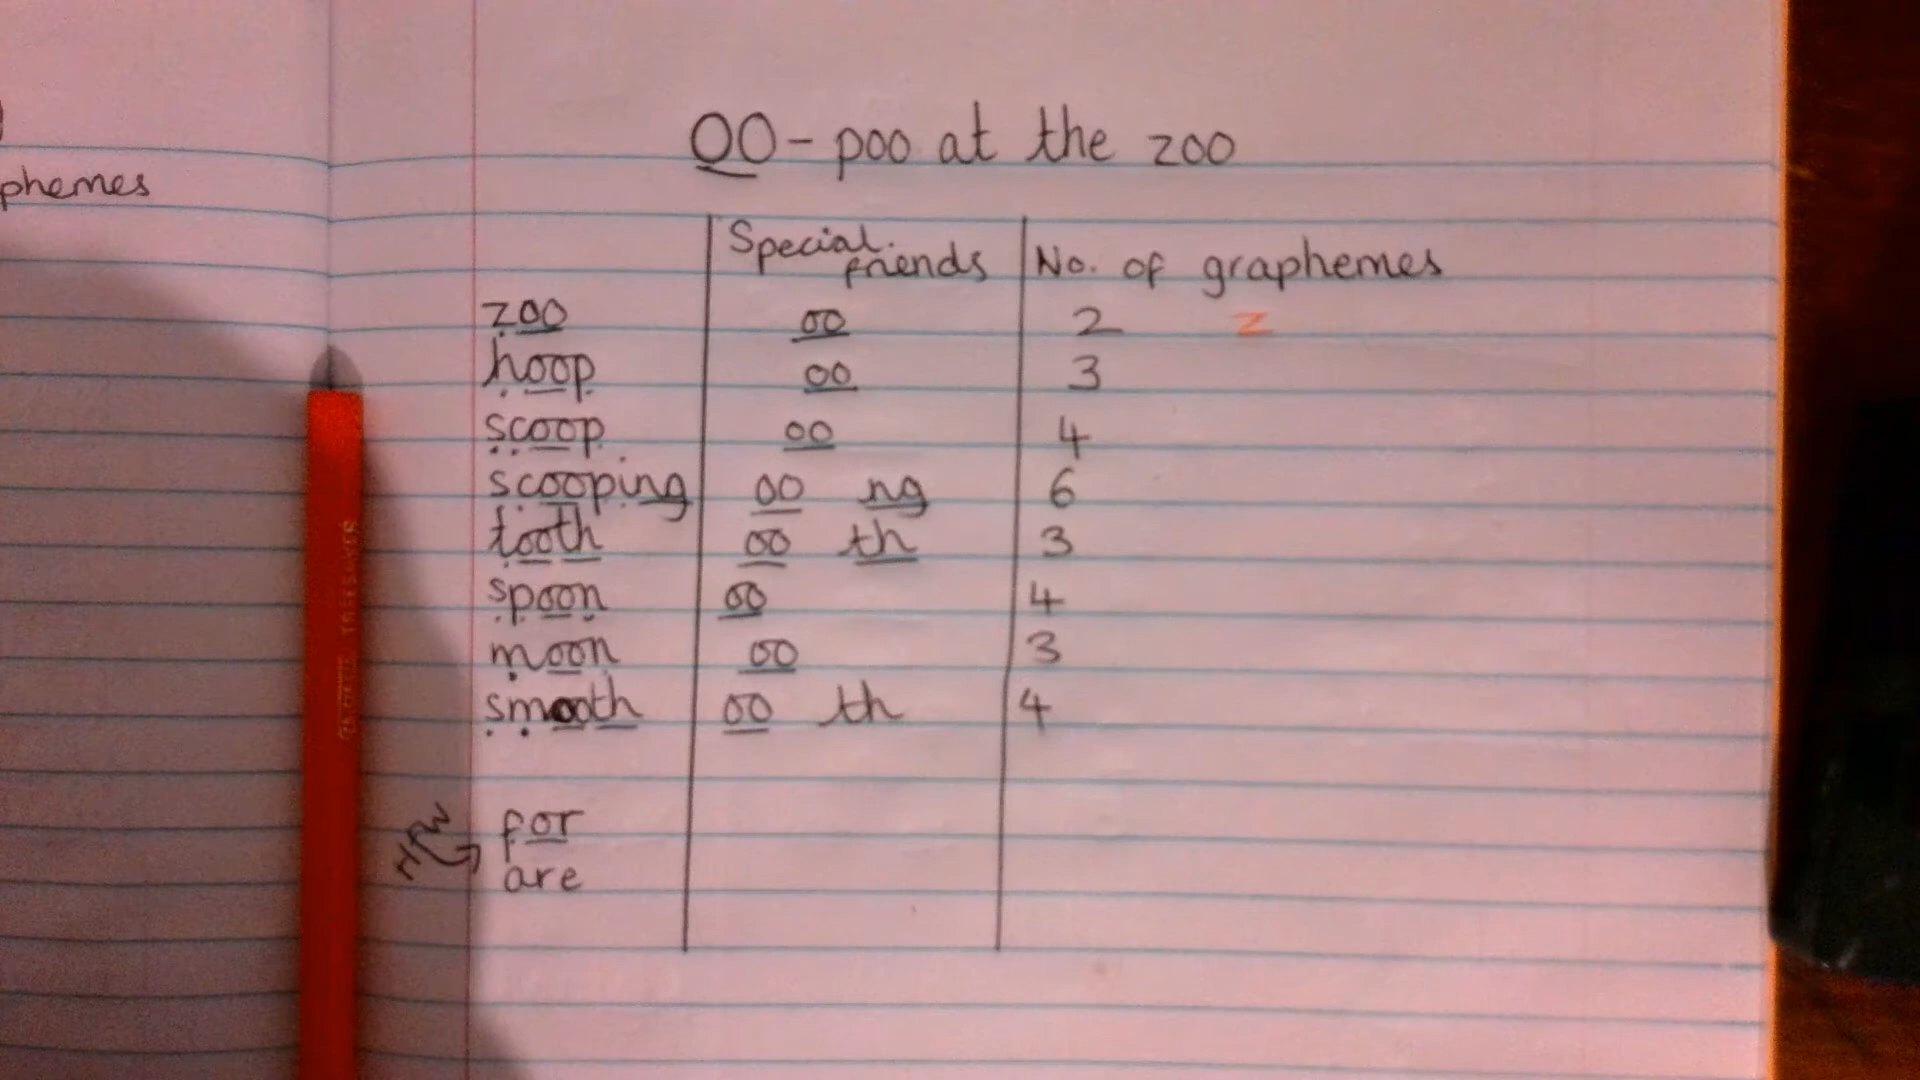 phemes
OO - poo at the zoo
Special friends No. of graphemes
zoo oo 2 z
hoop oo 3
scoop oo 4
scooping oo ng 6
tooth oo th 3
spoon oo 4
moon oo 3
smooth oo th 4
HFW for
are